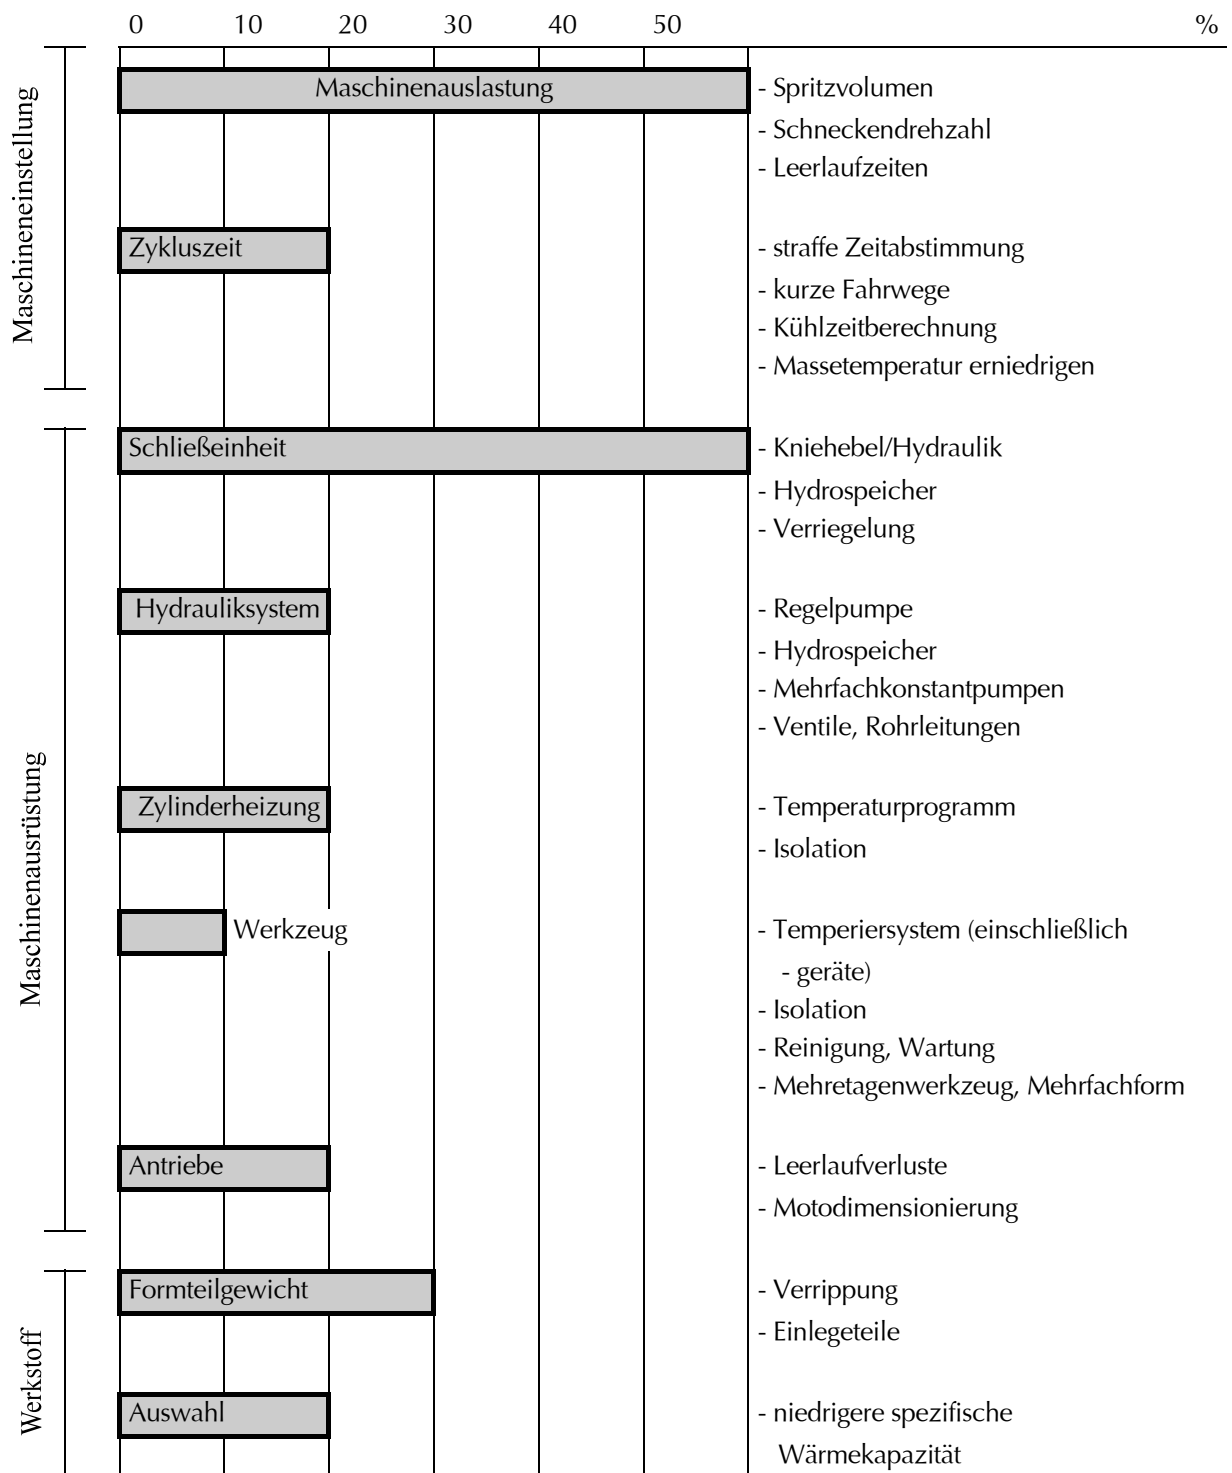 0 10 20 30 40 50 %
Maschineneinstellung
Maschinenauslastung - Spritzvolumen
- Schneckendrehzahl
- Leerlaufzeiten
Zykluszeit - straffe Zeitabstimmung
- kurze Fahrwege
- Kühlzeitberechnung
- Massetemperatur erniedrigen
Maschinenausrüstung
Schließeinheit - Kniehebel/Hydraulik
- Hydrospeicher
- Verriegelung
Hydrauliksystem - Regelpumpe
- Hydrospeicher
- Mehrfachkonstantpumpen
- Ventile, Rohrleitungen
Zylinderheizung - Temperaturprogramm
- Isolation
Werkzeug - Temperiersystem (einschließlich
- geräte)
- Isolation
- Reinigung, Wartung
- Mehretagenwerkzeug, Mehrfachform
Antriebe - Leerlaufverluste
- Motodimensionierung
Werkstoff
Formteilgewicht - Verrippung
- Einlegeteile
Auswahl - niedrigere spezifische
Wärmekapazität